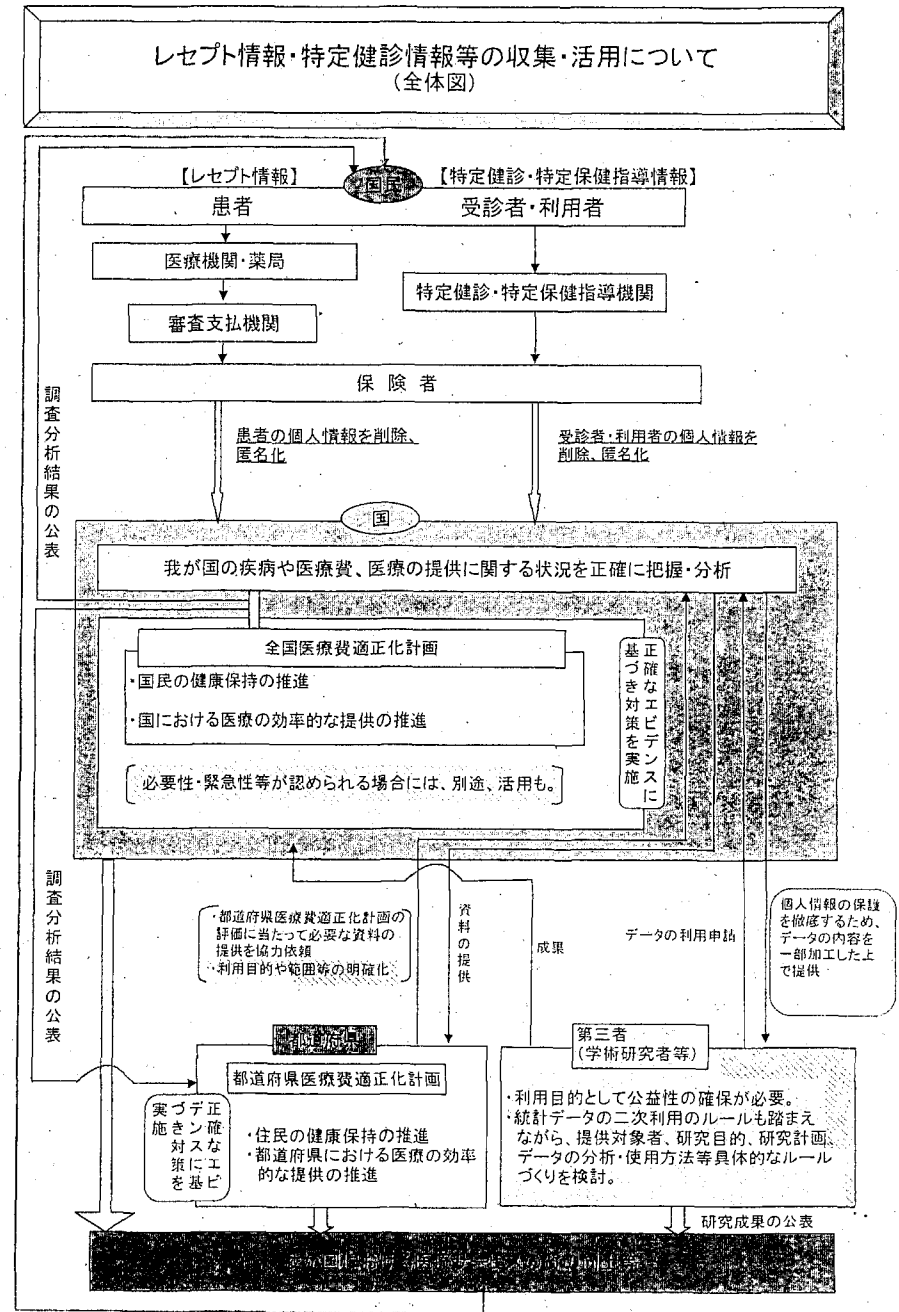 レセプト情報・特定健診情報等の収集・活用について
(全体図)
国民
【レセプト情報】
【特定健診・特定保健指導情報】
患者
受診者・利用者
医療機関・薬局
特定健診・特定保健指導機関
審査支払機関
保険者
調査分析結果の公表
患者の個人情報を削除、
匿名化
受診者・利用者の個人情報を
削除、匿名化
国
我が国の疾病や医療費、医療の提供に関する状況を正確に把握・分析
全国医療費適正化計画
・国民の健康保持の推進
・国における医療の効率的な提供の推進
必要性・緊急性等が認められる場合には、別途、活用も。
正確なエビデンスに
基づき対策を実施
調査分析結果の公表
・都道府県医療費適正化計画の
評価に当たって必要な資料の
提供を協力依頼
・利用目的や範囲等の明確化
資料の提供
成果
データの利用申請
個人情報の保護
を徹底するため、
データの内容を
一部加工した上
で提供
都道府県
都道府県医療費適正化計画
正確なエビ
デンスに基
づき対策を
実施
・住民の健康保持の推進
・都道府県における医療の効率
的な提供の推進
第三者
(学術研究者等)
・利用目的として公益性の確保が必要。
・統計データの二次利用のルールも踏まえ
ながら、提供対象者、研究目的、研究計画、
データの分析・使用方法等具体的なルール
づくりを検討。
研究成果の公表